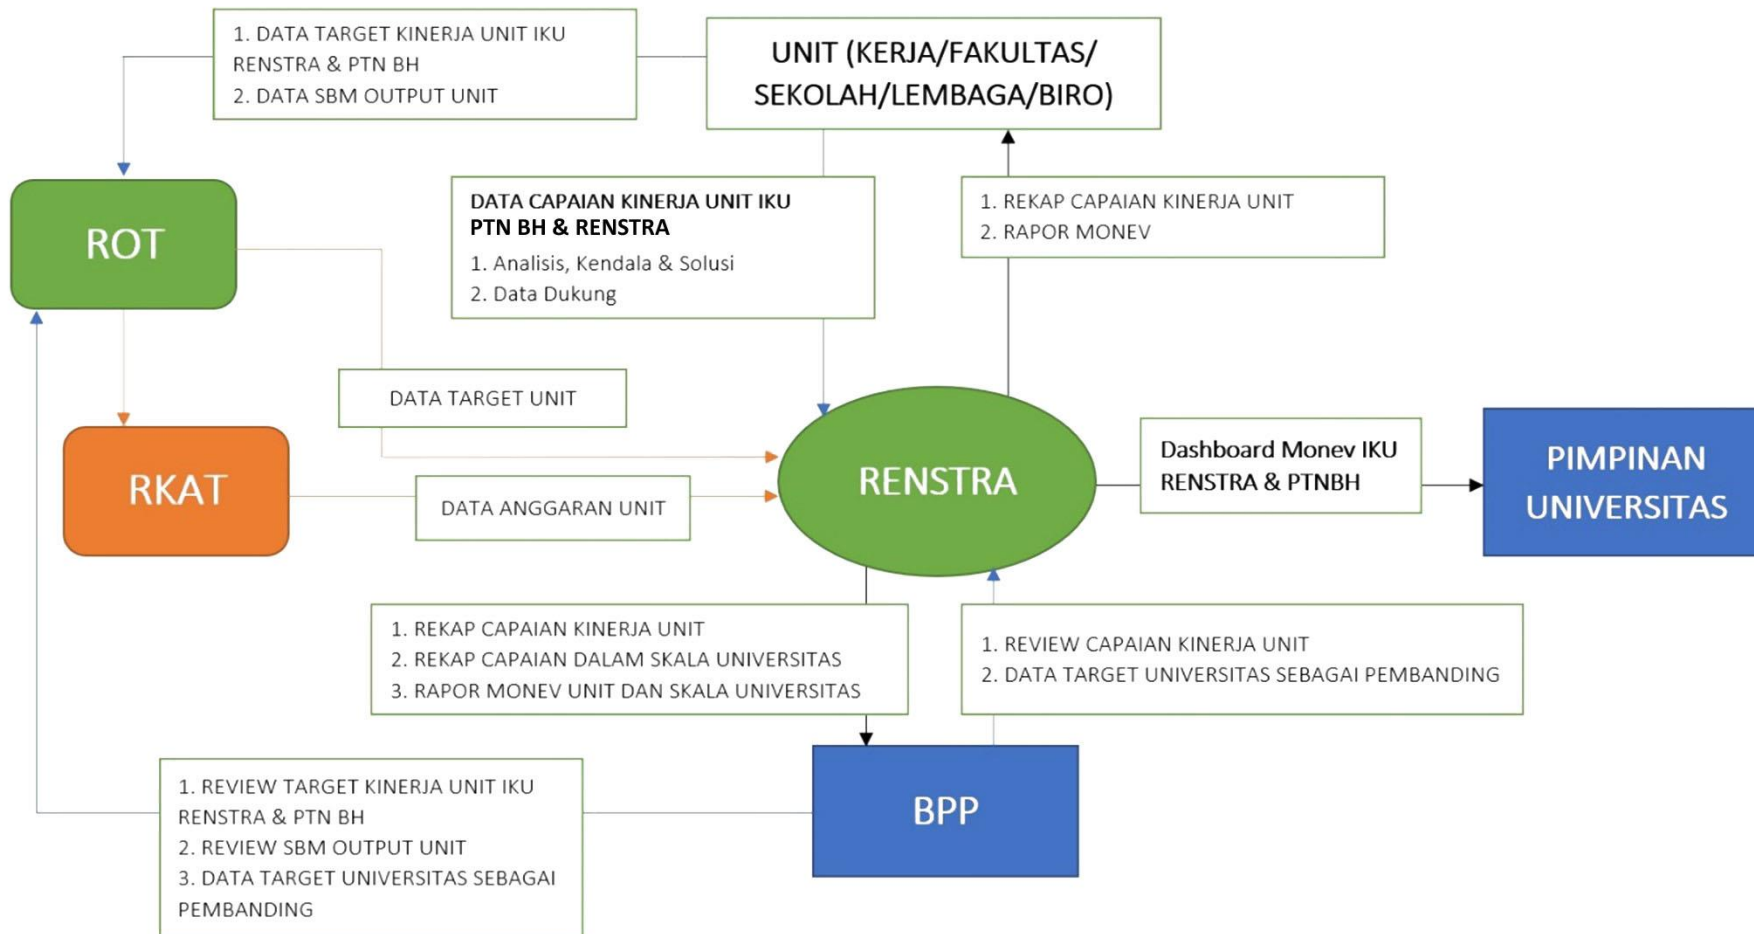 1. DATA TARGET KINERJA UNIT IKU
RENSTRA & PTN BH
2. DATA SBM OUTPUT UNIT
UNIT (KERJA/FAKULTAS/
SEKOLAH/LEMBAGA/BIRO)
ROT
DATA CAPAIAN KINERJA UNIT IKU
PTN BH & RENSTRA
1. Analisis, Kendala & Solusi
2. Data Dukung
1. REKAP CAPAIAN KINERJA UNIT
2. RAPOR MONEV
DATA TARGET UNIT
RKAT
DATA ANGGARAN UNIT
RENSTRA
Dashboard Monev IKU
RENSTRA & PTNBH
PIMPINAN
UNIVERSITAS
1. REKAP CAPAIAN KINERJA UNIT
2. REKAP CAPAIAN DALAM SKALA UNIVERSITAS
3. RAPOR MONEV UNIT DAN SKALA UNIVERSITAS
1. REVIEW CAPAIAN KINERJA UNIT
2. DATA TARGET UNIVERSITAS SEBAGAI PEMBANDING
1. REVIEW TARGET KINERJA UNIT IKU
RENSTRA & PTN BH
2. REVIEW SBM OUTPUT UNIT
3. DATA TARGET UNIVERSITAS SEBAGAI
PEMBANDING
BPP